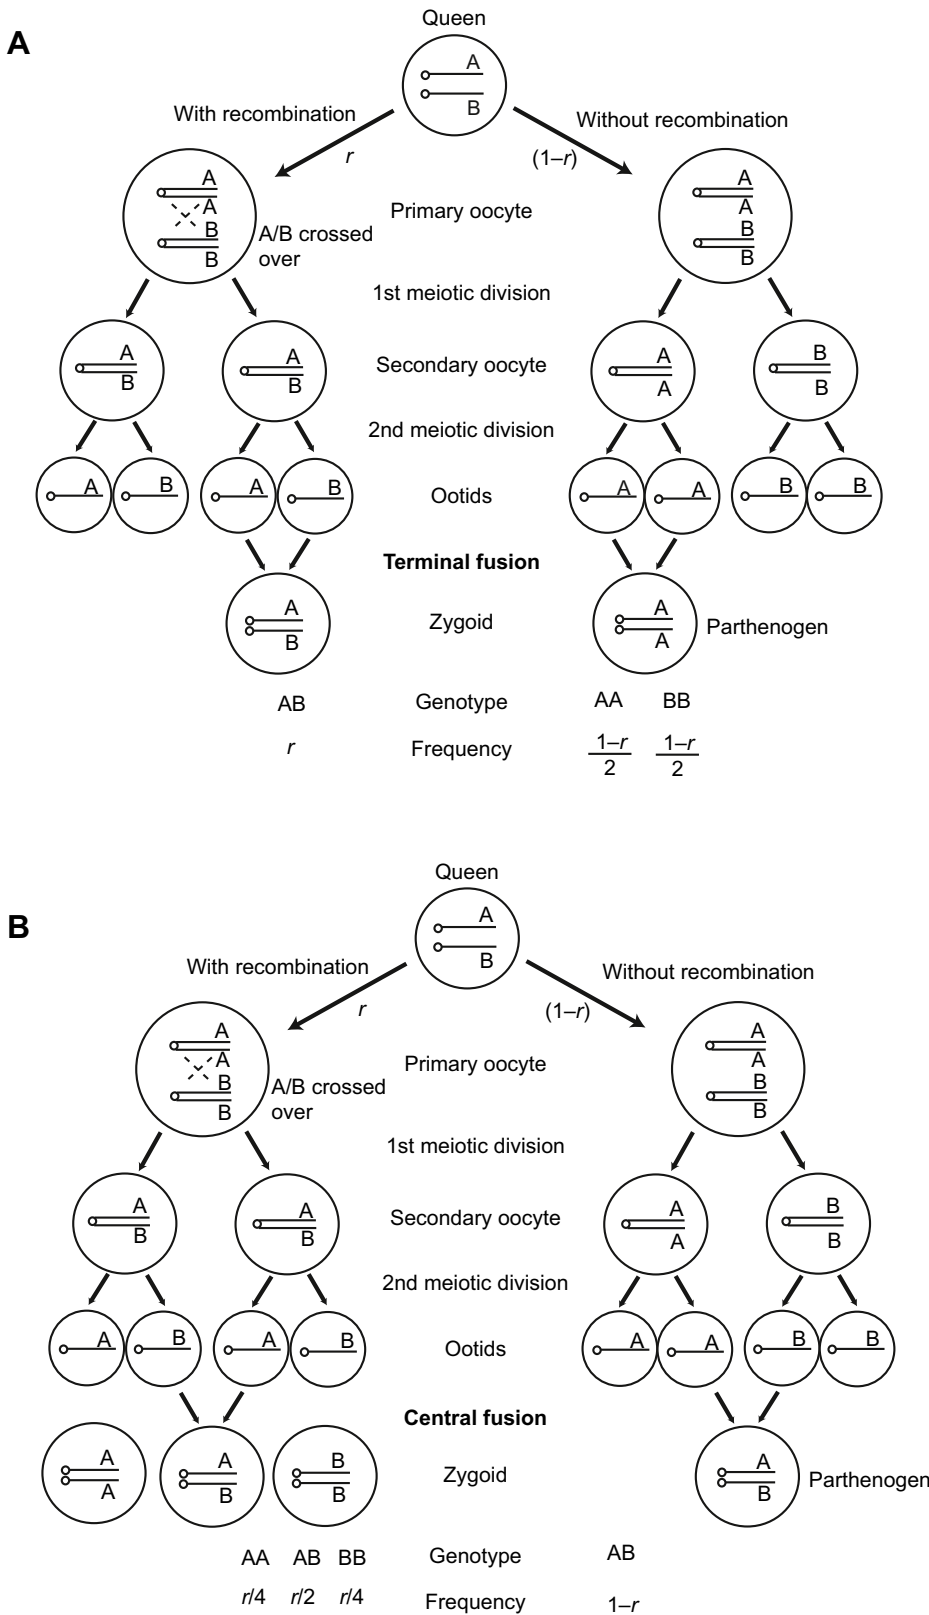 A
Queen
A
B
With recombination
Without recombination
r
(1–r)
A
A
B
B
A/B crossed
over
Primary oocyte
A
A
B
B
1st meiotic division
A
B
A
B
Secondary oocyte
A
A
B
B
2nd meiotic division
A
B
A
B
Ootids
A
A
B
B
Terminal fusion
A
B
Zygoid
A
A
Parthenogen
AB
Genotype
AA
BB
r
Frequency
1–r
2
1–r
2
B
Queen
A
B
With recombination
Without recombination
r
(1–r)
A
A
B
B
A/B crossed
over
Primary oocyte
A
A
B
B
1st meiotic division
A
B
A
B
Secondary oocyte
A
A
B
B
2nd meiotic division
A
B
A
B
Ootids
A
A
B
B
Central fusion
A
A
A
B
B
B
Zygoid
A
B
Parthenogen
AA
AB
BB
Genotype
AB
r/4
r/2
r/4
Frequency
1–r